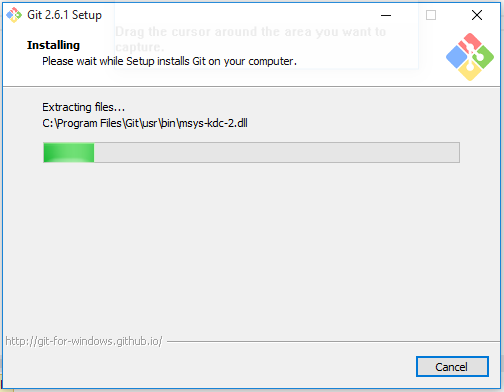 Git 2.6.1 Setup
Drag the cursor around the area you want to
capture.
Installing
Please wait while Setup installs Git on your computer.
Extracting files...
C:\Program Files\Git\usr\bin\msys-kdc-2.dll
http://git-for-windows.github.io/
Cancel